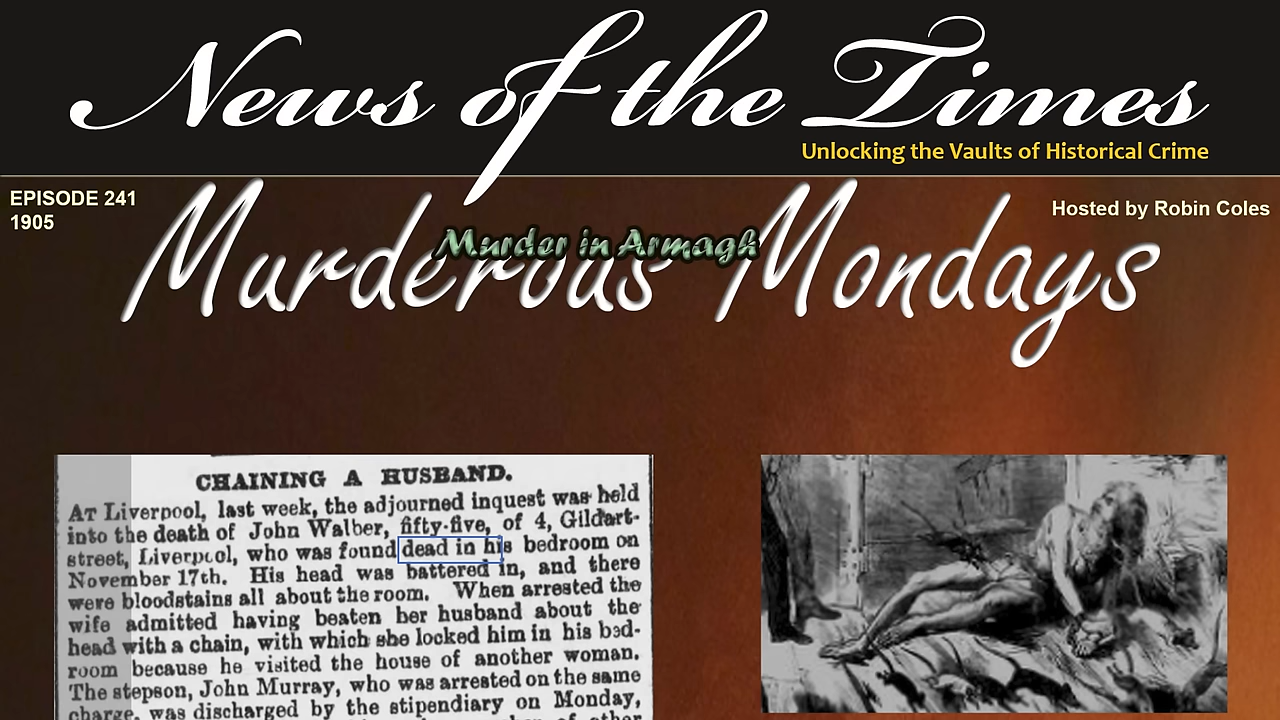 News of the Times
Unlocking the Vaults of Historical Crime
EPISODE 241
1905
Hosted by Robin Coles
Murderous Mondays
Murder in Armagh
CHAINING A HUSBAND.
AT Liverpool, last week, the adjourned inquest was held
into the death of John Walber, fifty-five, of 4, Gildart-
street, Liverpool, who was found dead in his bedroom on
November 17th. His head was battered in, and there
were bloodstains all about the room. When arrested the
wife admitted having beaten her husband about the
head with a chain, with which she locked him in his bed-
room because he visited the house of another woman.
The stepson, John Murray, who was arrested on the same
charge, was discharged by the stipendiary on Monday,
of other